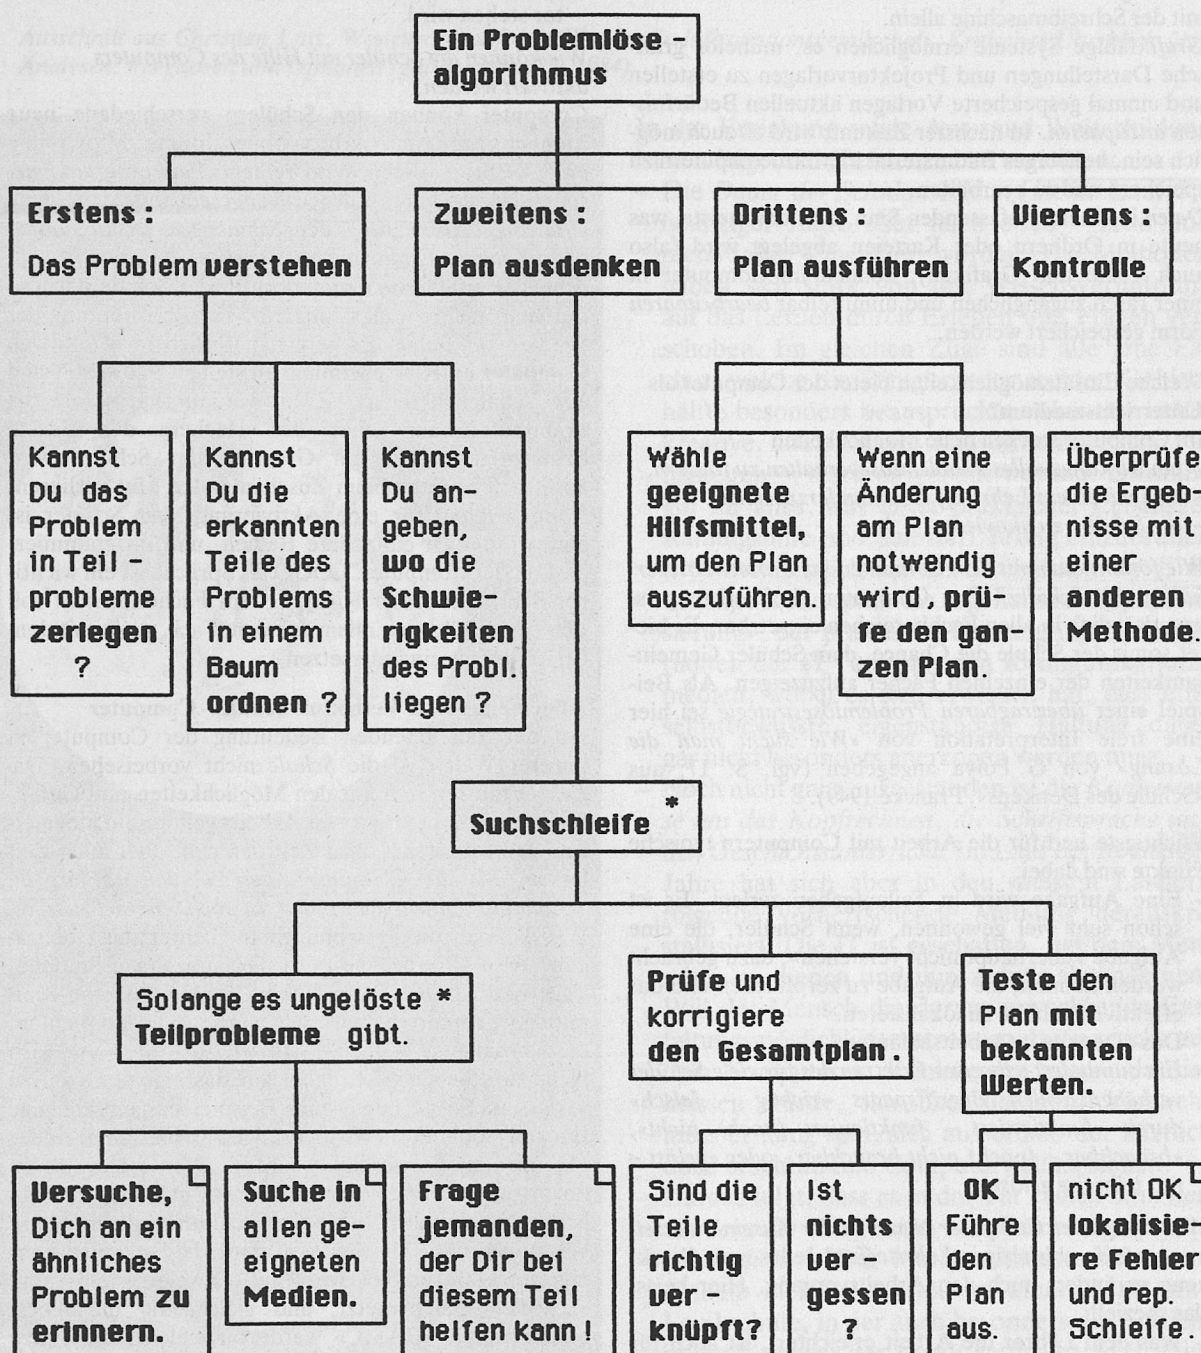 Ein Problemlöse -
algorithmus
Erstens :
Das Problem verstehen
Zweitens :
Plan ausdenken
Drittens :
Plan ausführen
Viertens :
Kontrolle
Kannst
Du das
Problem
in Teil -
probleme
zerlegen
?
Kannst
Du die
erkannten
Teile des
Problems
in einem
Baum
ordnen ?
Kannst
Du an-
geben,
wo die
Schwie-
rigkeiten
des Probl.
liegen ?
Wähle
geeignete
Hilfsmittel,
um den Plan
auszuführen.
Wenn eine
Änderung
am Plan
notwendig
wird, prü-
fe den gan-
zen Plan.
Überprüfe
die Ergeb-
nisse mit
einer
anderen
Methode.
Suchschleife *
Solange es ungelöste *
Teilprobleme gibt.
Prüfe und
korrigiere
den Gesamtplan .
Teste den
Plan mit
bekannten
Werten.
Versuche,
Dich an ein
ähnliches
Problem zu
erinnern.
Suche in
allen ge-
eigneten
Medien.
Frage
jemanden,
der Dir bei
diesem Teil
helfen kann !
Sind die
Teile
richtig
ver -
knüpft?
Ist
nichts
ver -
gessen
?
OK
Führe
den
Plan
aus.
nicht OK
lokalisie-
re Fehler
und rep.
Schleife .